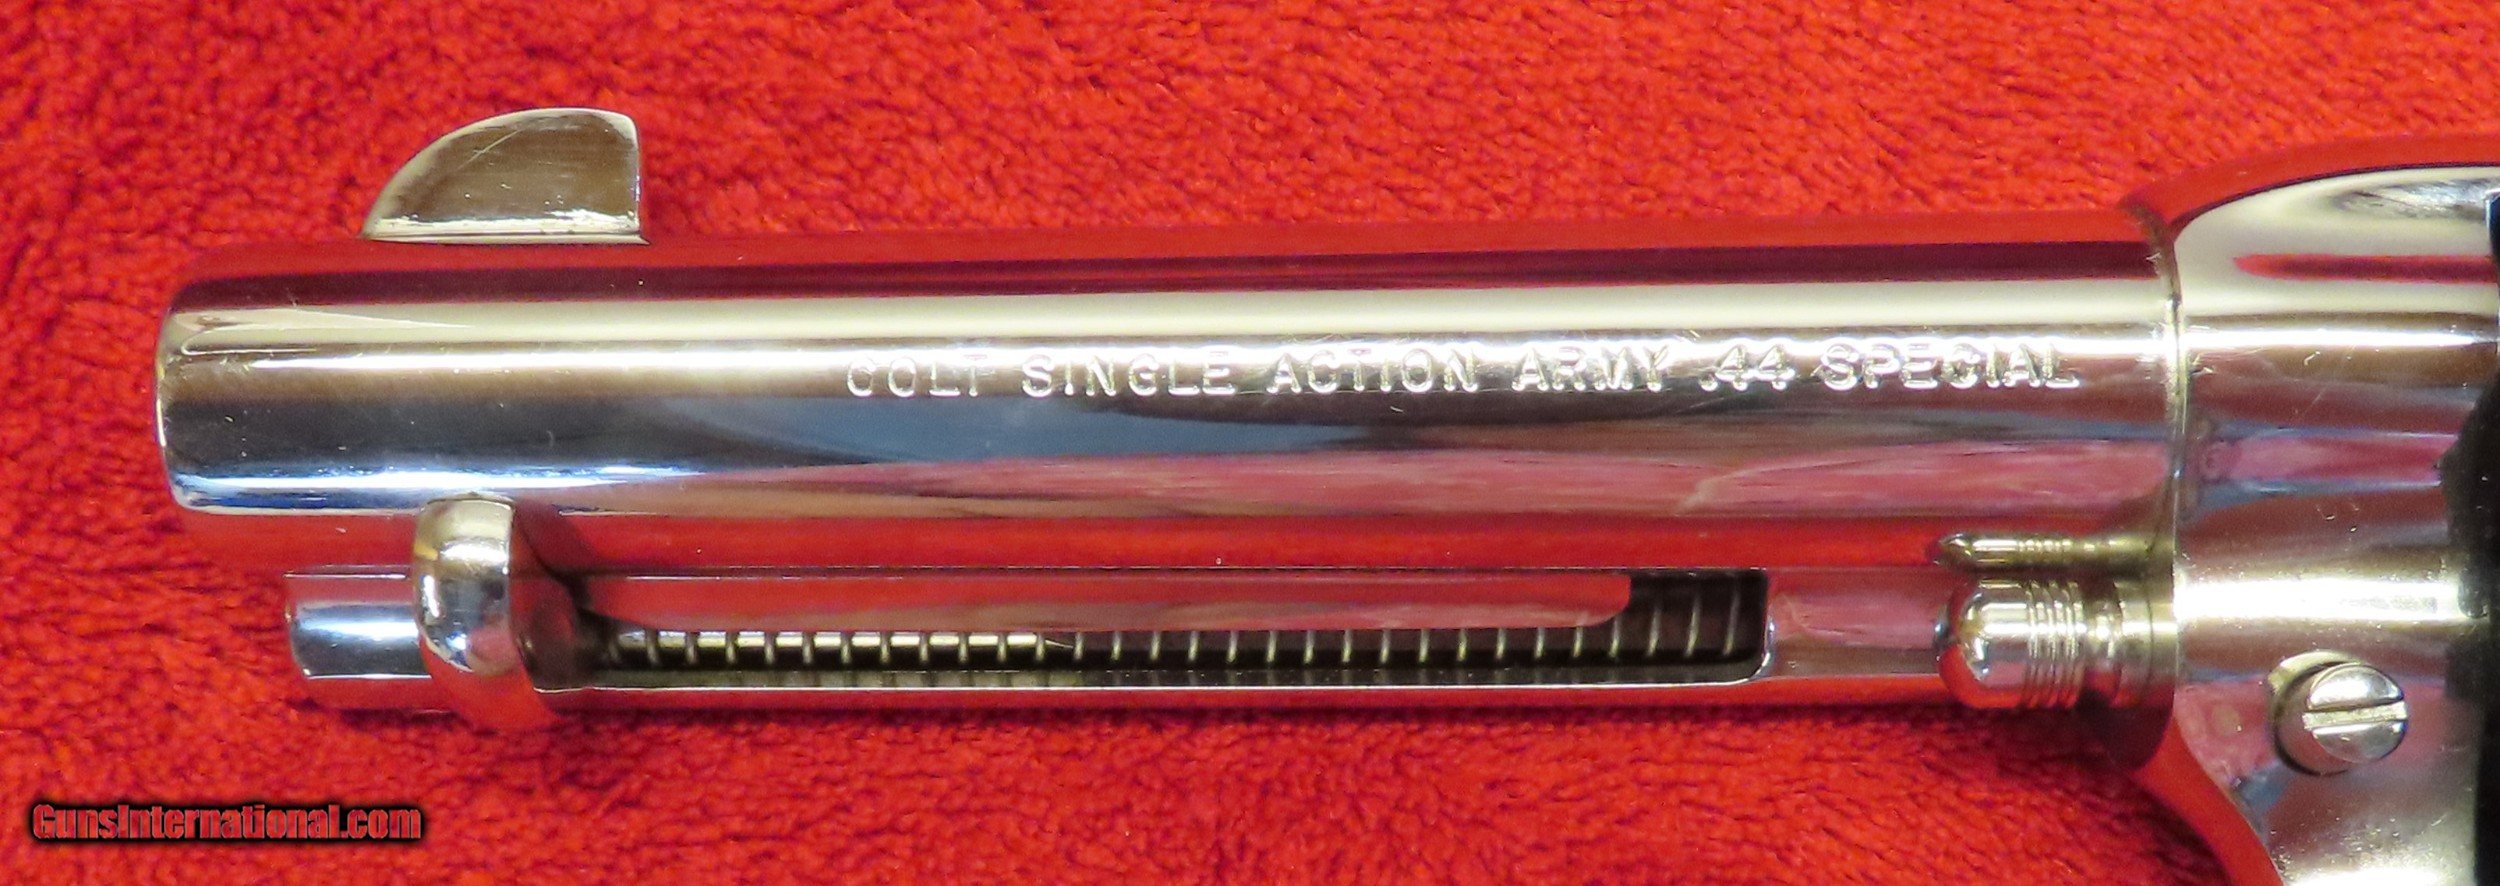 COLT SINGLE ACTION ARMY .44 SPECIAL
GunsInternational.com